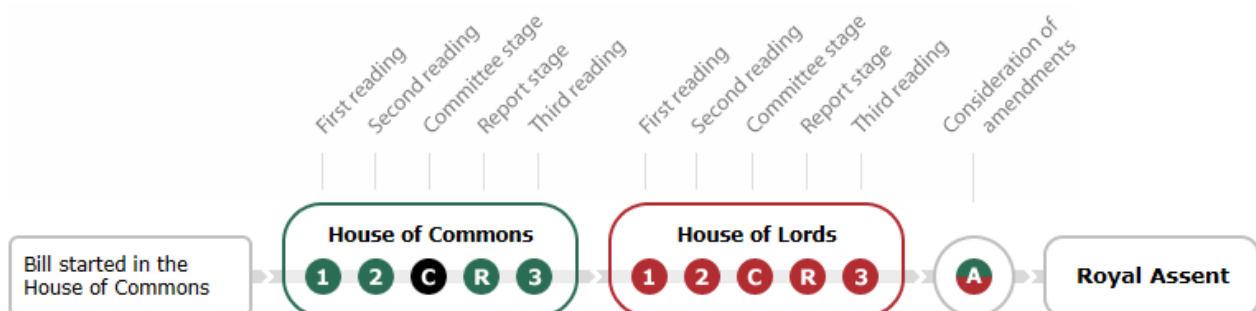 First reading
Second reading
Committee stage
Report stage
Third reading
First reading
Second reading
Committee stage
Report stage
Third reading
Consideration of
amendments
Bill started in the
House of Commons
House of Commons
1 2 C R 3
House of Lords
1 2 C R 3
A
Royal Assent